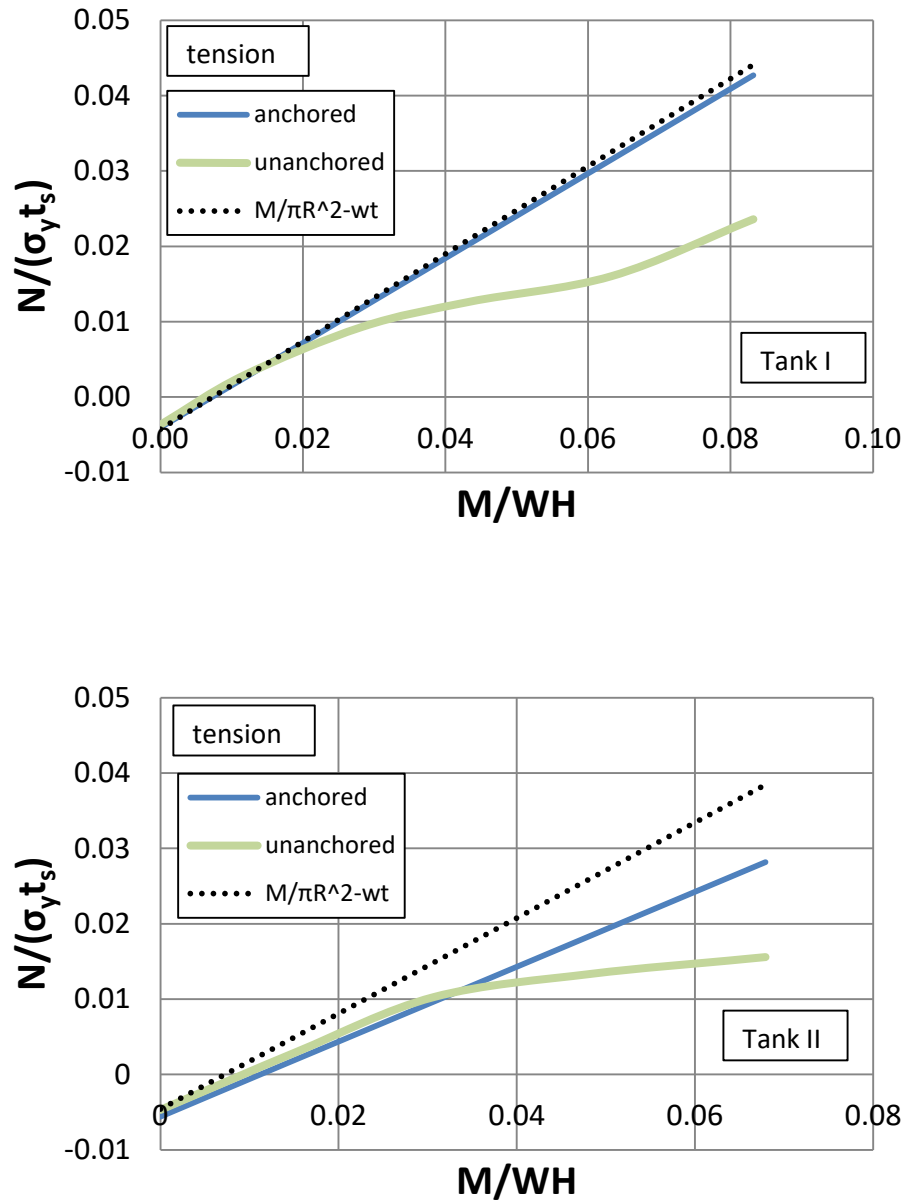 0.05
tension
0.04
anchored
unanchored
0.03
M/πR^2-wt
0.02
N/(σyts)
0.01
Tank I
0.00
0.00
0.02
0.04
0.06
0.08
0.10
-0.01
M/WH
0.05
tension
0.04
anchored
0.03
unanchored
M/πR^2-wt
0.02
N/(σyts)
0.01
Tank II
0
0
0.02
0.04
0.06
0.08
-0.01
M/WH